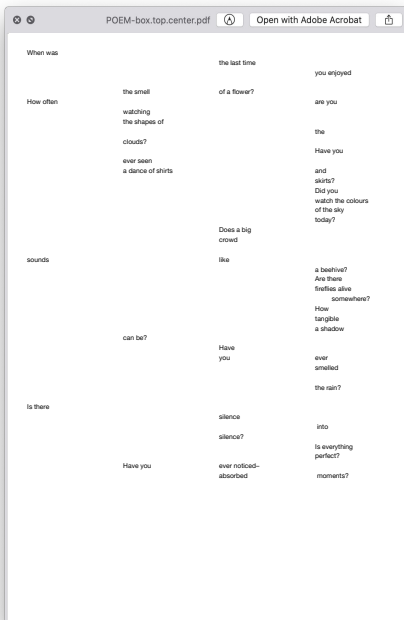 POEM-box.top.center.pdf
Open with Adobe Acrobat
When was
the last time
you enjoyed
the smell of a flower?
How often are you
watching
the shapes of
the
clouds?
Have you
ever seen
a dance of shirts and
skirts?
Did you
watch the colours
of the sky
today?
Does a big
crowd
sounds like
a beehive?
Are there
fireflies alive
somewhere?
How
tangible
a shadow
can be?
Have
you ever
smelled
the rain?
Is there
silence
into
silence?
Is everything
perfect?
Have you ever noticed–
absorbed moments?